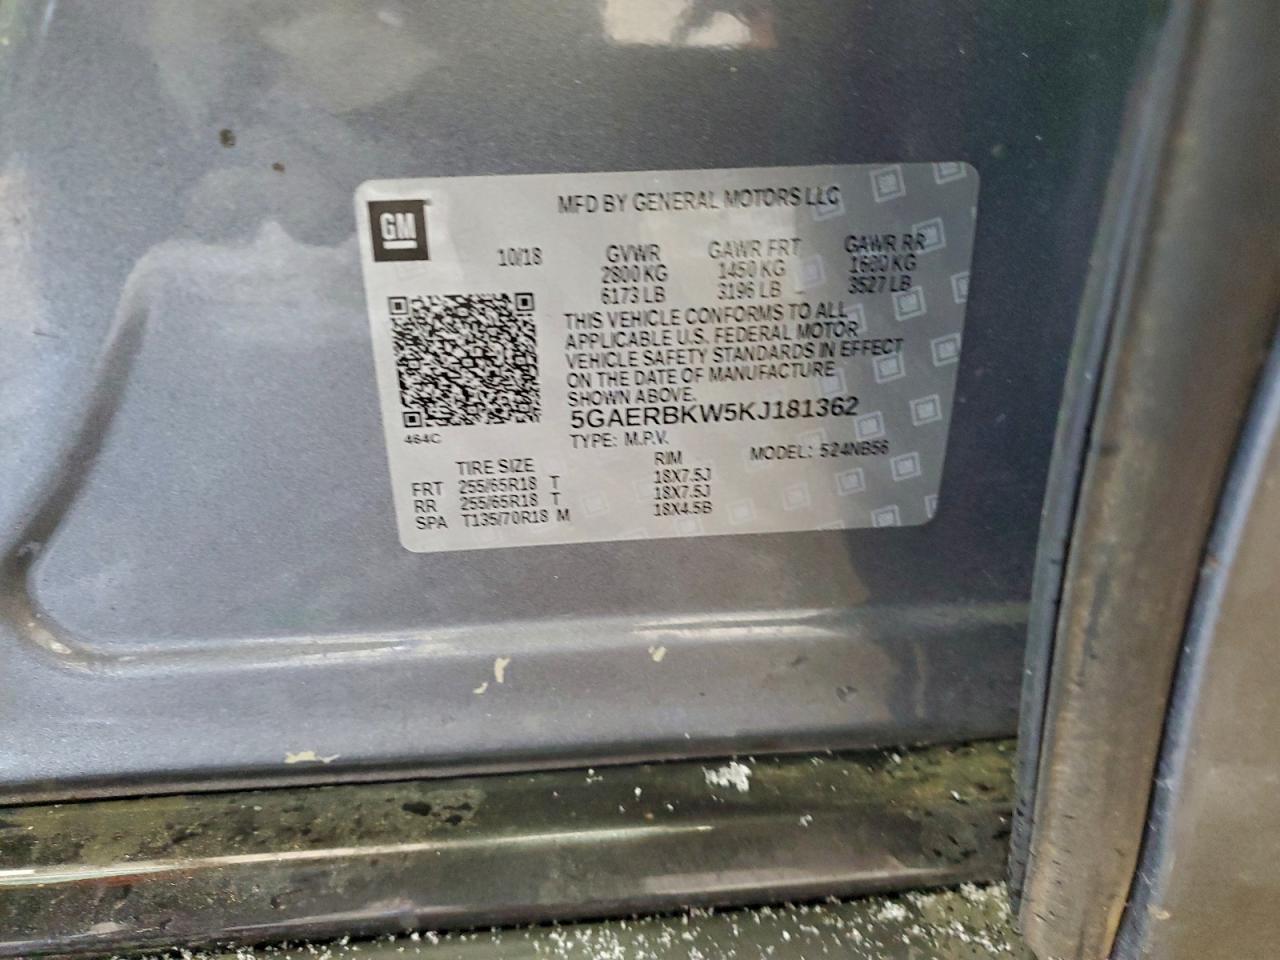 GM
MFD BY GENERAL MOTORS LLC
10/18 GVWR GAWR FRT GAWR RR
2800 KG 1450 KG 1600 KG
6173 LB 3196 LB 3527 LB
THIS VEHICLE CONFORMS TO ALL
APPLICABLE U.S. FEDERAL MOTOR
VEHICLE SAFETY STANDARDS IN EFFECT
ON THE DATE OF MANUFACTURE
SHOWN ABOVE.
5GAERBKW5KJ181362
464C
TYPE: M.P.V. MODEL: 524NB56
TIRE SIZE RIM
FRT 255/65R18 T 18X7.5J
RR 255/65R18 T 18X7.5J
SPA T135/70R18 M 18X4.5B